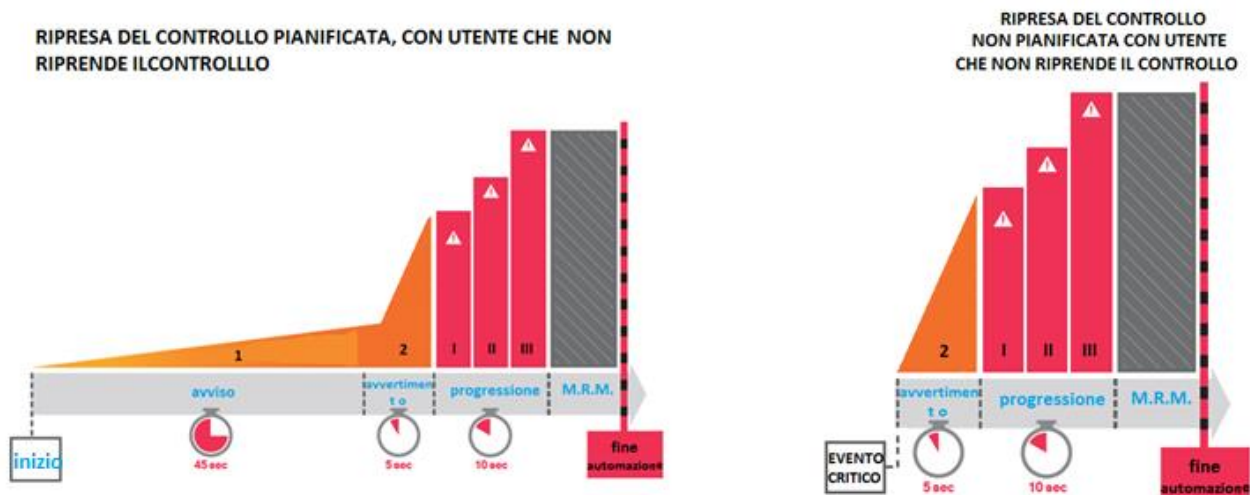 RIPRESA DEL CONTROLLO PIANIFICATA, CON UTENTE CHE NON
RIPRENDE ILCONTROLLLO
1
2
I
II
III
avviso
avvertimen
t o
progressione
M.R.M.
inizio
45 sec
5 sec
10 sec
fine
automazione
RIPRESA DEL CONTROLLO
NON PIANIFICATA CON UTENTE
CHE NON RIPRENDE IL CONTROLLO
2
I
II
III
avvertimen
t o
progressione
M.R.M.
EVENTO
CRITICO
5 sec
10 sec
fine
automazione